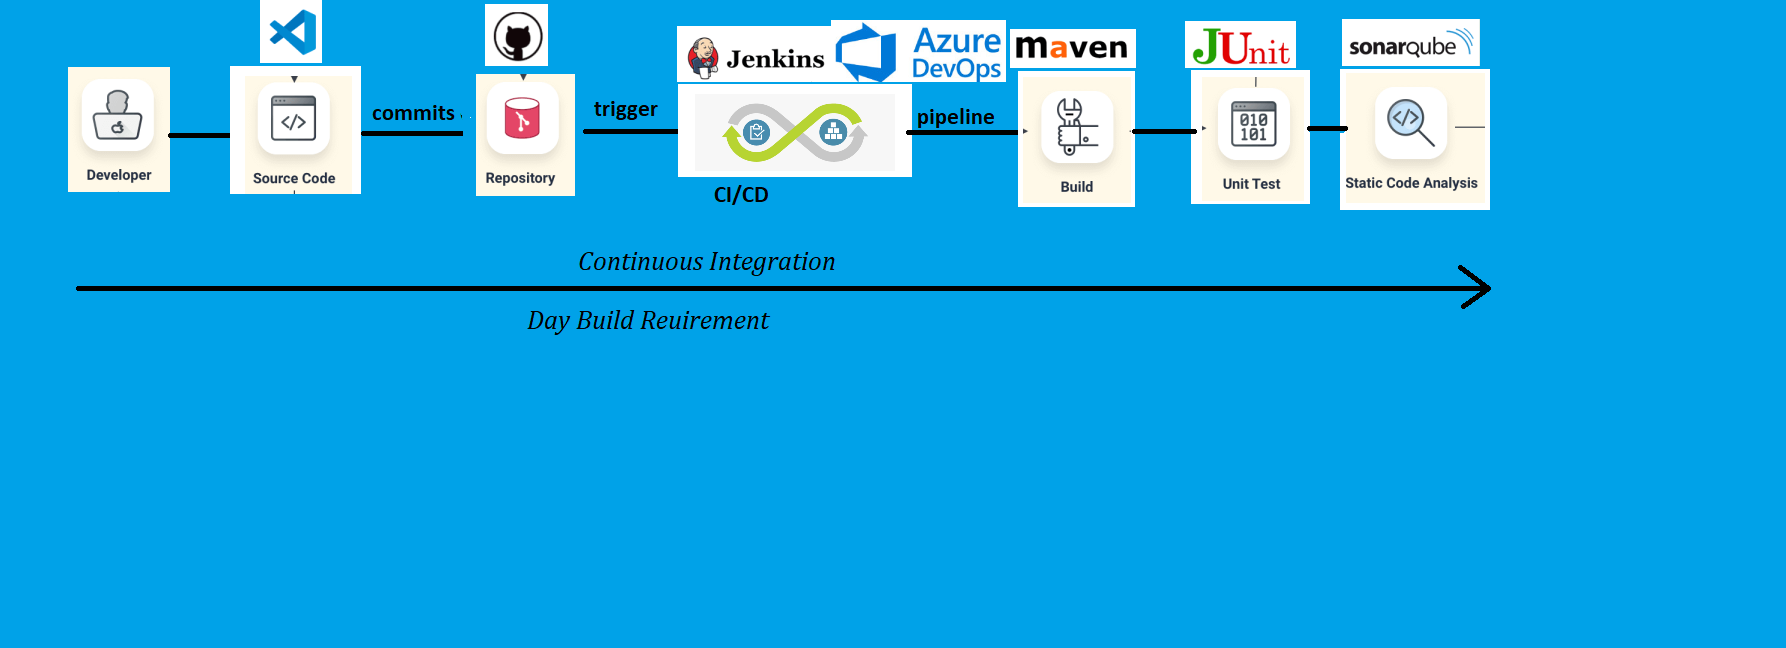 Jenkins
Azure
DevOps
maven
JUnit
sonarqube
commits
trigger
pipeline
</>
010
101
</>
Developer
Source Code
Repository
CI/CD
Build
Unit Test
Static Code Analysis
Continuous Integration
Day Build Reuirement